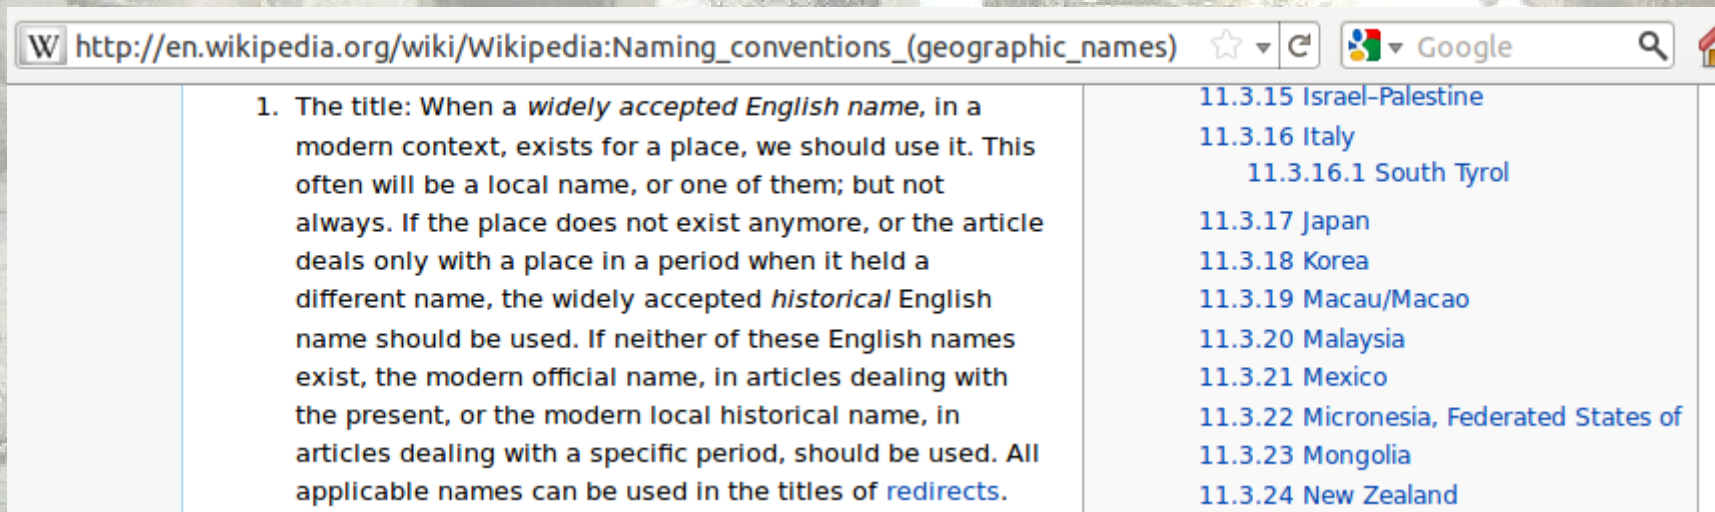 W http://en.wikipedia.org/wiki/Wikipedia:Naming_conventions_(geographic_names) Google
1. The title: When a widely accepted English name, in a
modern context, exists for a place, we should use it. This
often will be a local name, or one of them; but not
always. If the place does not exist anymore, or the article
deals only with a place in a period when it held a
different name, the widely accepted historical English
name should be used. If neither of these English names
exist, the modern official name, in articles dealing with
the present, or the modern local historical name, in
articles dealing with a specific period, should be used. All
applicable names can be used in the titles of redirects.
11.3.15 Israel–Palestine
11.3.16 Italy
11.3.16.1 South Tyrol
11.3.17 Japan
11.3.18 Korea
11.3.19 Macau/Macao
11.3.20 Malaysia
11.3.21 Mexico
11.3.22 Micronesia, Federated States of
11.3.23 Mongolia
11.3.24 New Zealand